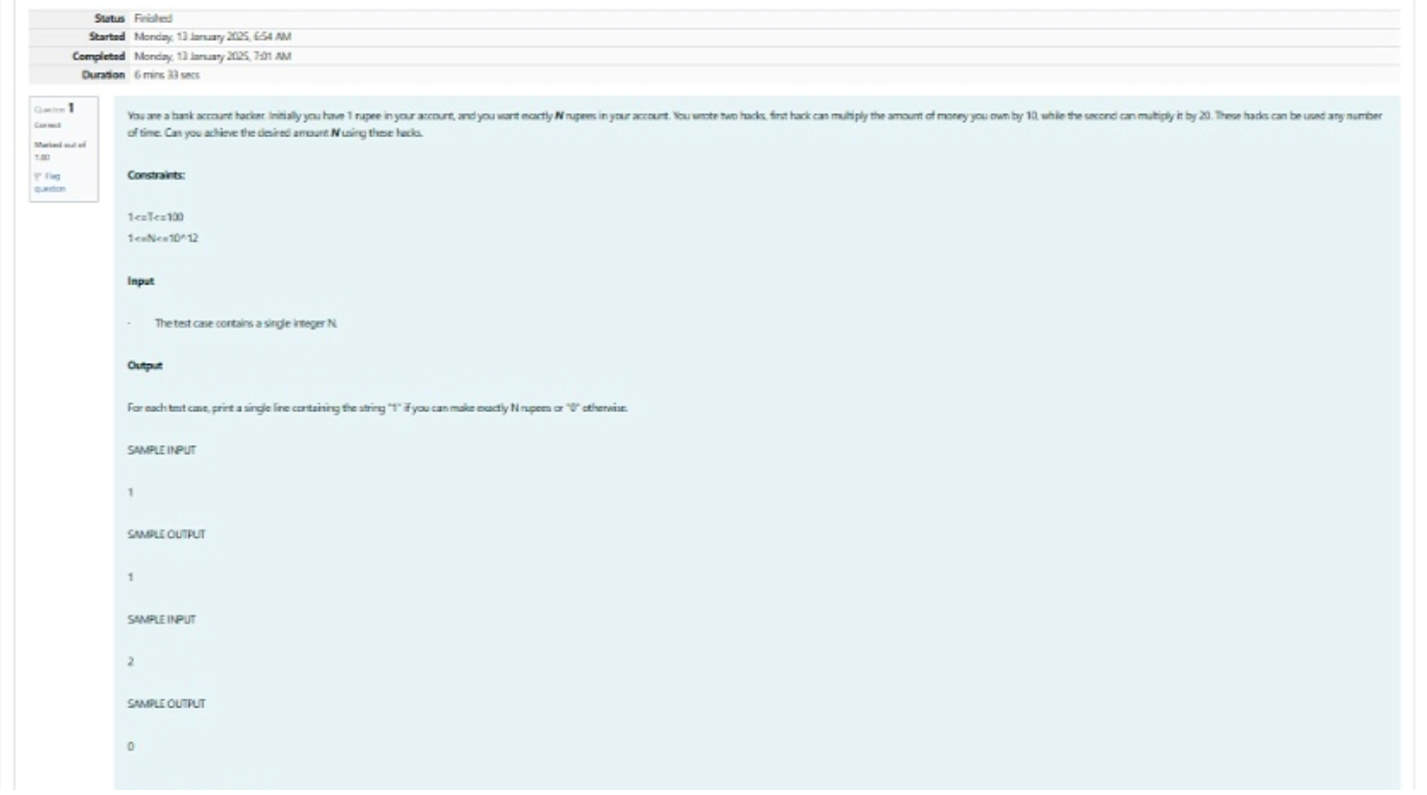 Status Finished
Started Monday, 13 January 2025, 6:54 AM
Completed Monday, 13 January 2025, 7:01 AM
Duration 6 mins 33 secs
Question 1
Correct
Marked out of
1.00
Flag
question
You are a bank account hacker. Initially you have 1 rupee in your account, and you want exactly N rupees in your account. You wrote two hacks, first hack can multiply the amount of money you own by 10, while the second can multiply it by 20. These hacks can be used any number
of time. Can you achieve the desired amount N using these hacks.
Constraints:
1<=T<=100
1<=N<=10^12
Input
- The test case contains a single integer N.
Output
For each test case, print a single line containing the string "1" if you can make exactly N rupees or "0" otherwise.
SAMPLE INPUT
1
SAMPLE OUTPUT
1
SAMPLE INPUT
2
SAMPLE OUTPUT
0